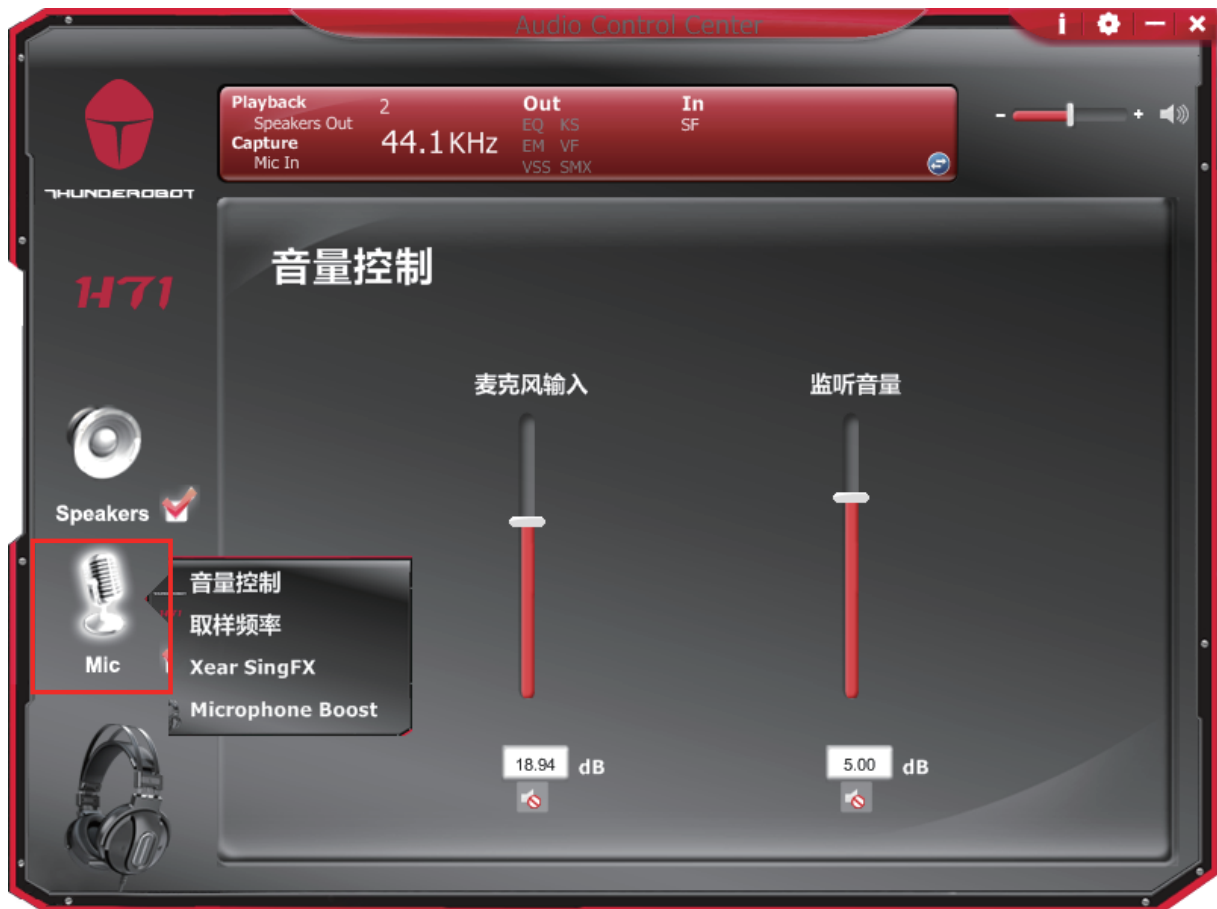 Audio Control Center
i
THUNDEROBOT
Playback 2
Speakers Out
Capture 44.1 KHz
Mic In
Out
EQ KS
EM VF
VSS SMX
In
SF
- +
H71
音量控制
麦克风输入
监听音量
Speakers
Mic
音量控制
取样频率
Xear SingFX
Microphone Boost
18.94 dB
5.00 dB